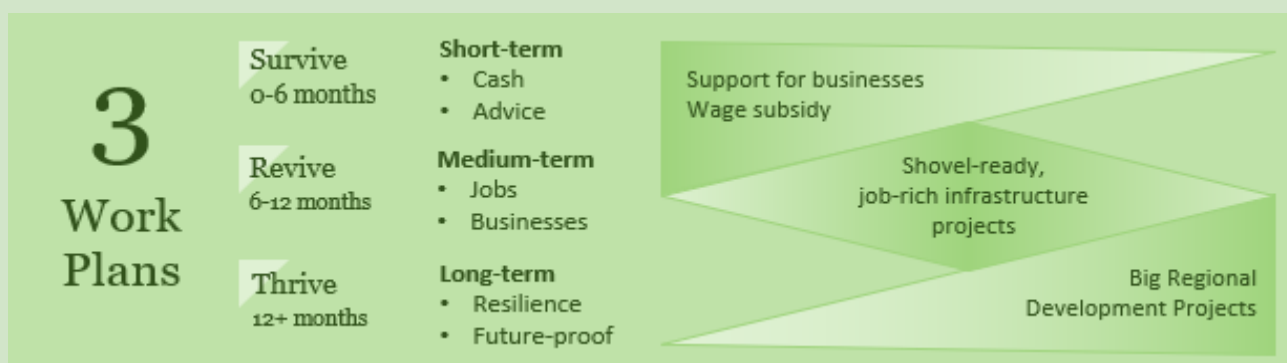 3
Work
Plans
Survive
0-6 months
Short-term
• Cash
• Advice
Revive
6-12 months
Medium-term
• Jobs
• Businesses
Thrive
12+ months
Long-term
• Resilience
• Future-proof
Support for businesses
Wage subsidy
Shovel-ready,
job-rich infrastructure
projects
Big Regional
Development Projects